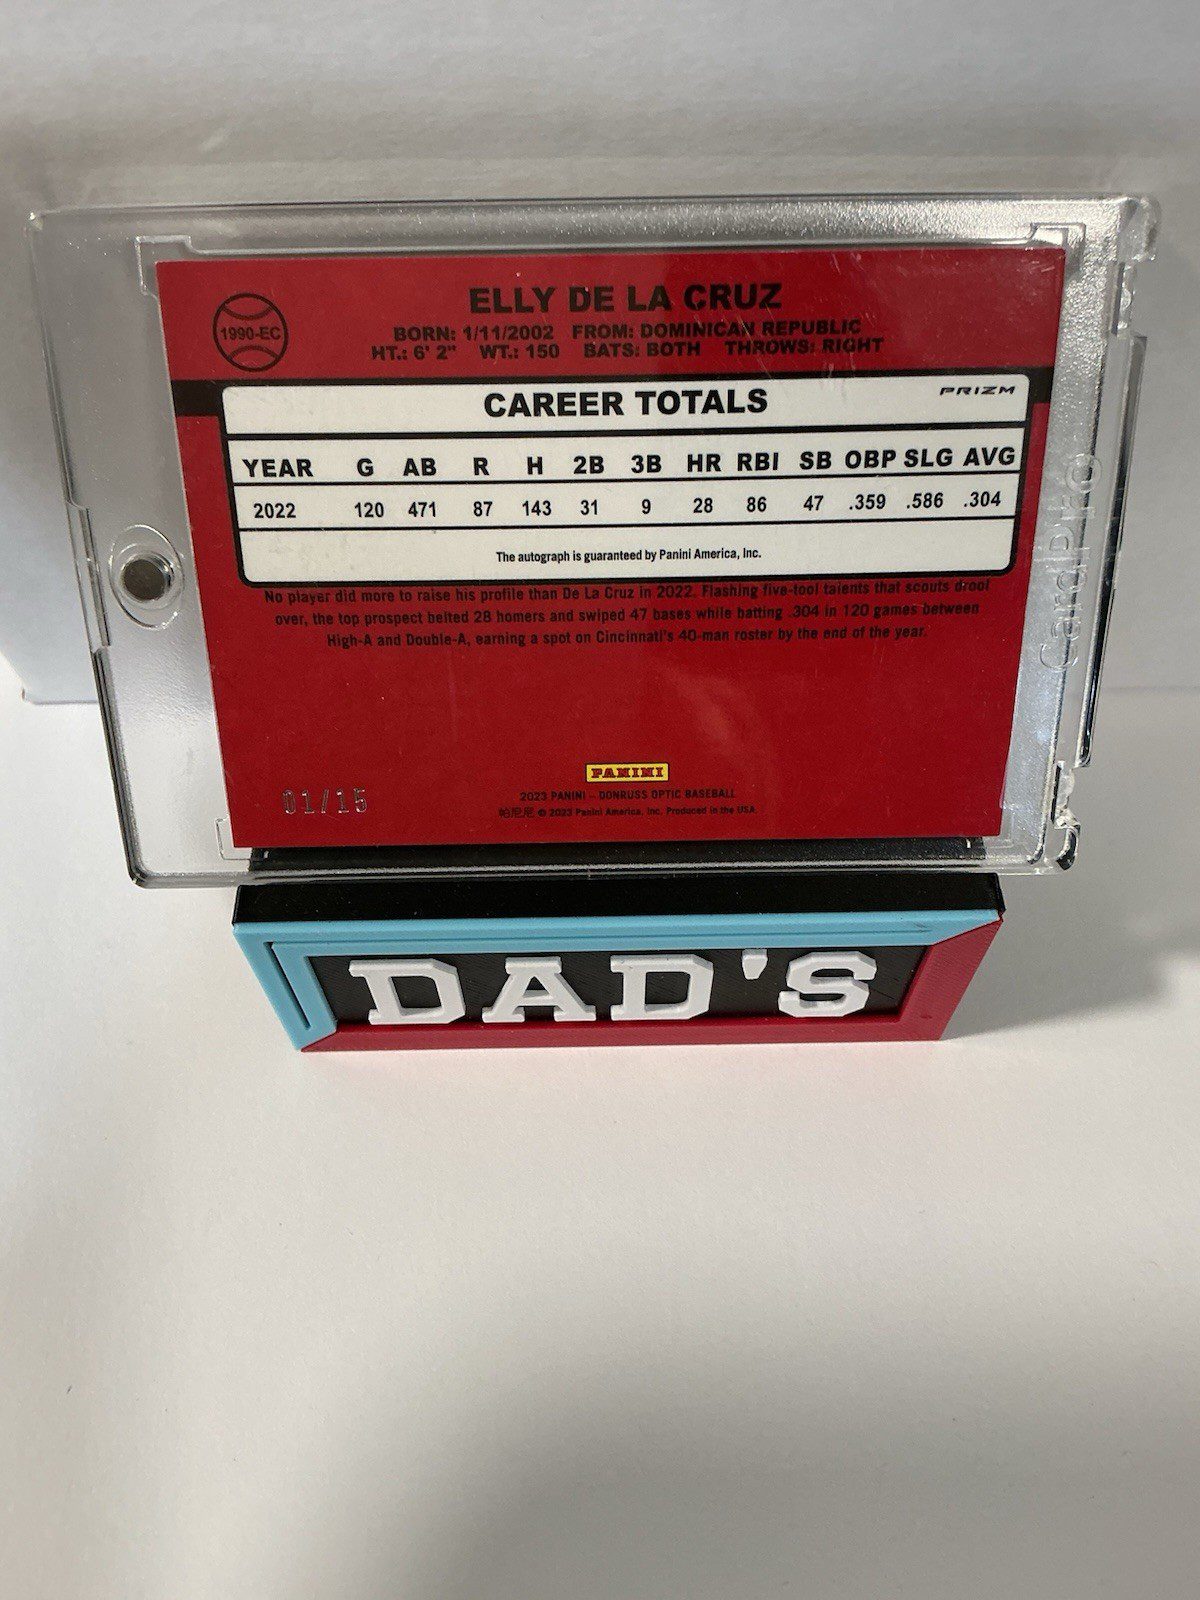 1990-EC
ELLY DE LA CRUZ
BORN: 1/11/2002 FROM: DOMINICAN REPUBLIC
HT.: 6' 2" WT.: 150 BATS: BOTH THROWS: RIGHT
CAREER TOTALS
PRIZM
YEAR G AB R H 2B 3B HR RBI SB OBP SLG AVG
2022 120 471 87 143 31 9 28 86 47 .359 .586 .304
The autograph is guaranteed by Panini America, Inc.
No player did more to raise his profile than De La Cruz in 2022. Flashing five-tool talents that scouts drool
over, the top prospect belted 28 homers and swiped 47 bases while batting .304 in 120 games between
High-A and Double-A, earning a spot on Cincinnati's 40-man roster by the end of the year.
PANINI
2023 PANINI – DONRUSS OPTIC BASEBALL
帕尼尼 © 2023 Panini America, Inc. Produced in the USA.
01/15
CardPro
DAD'S